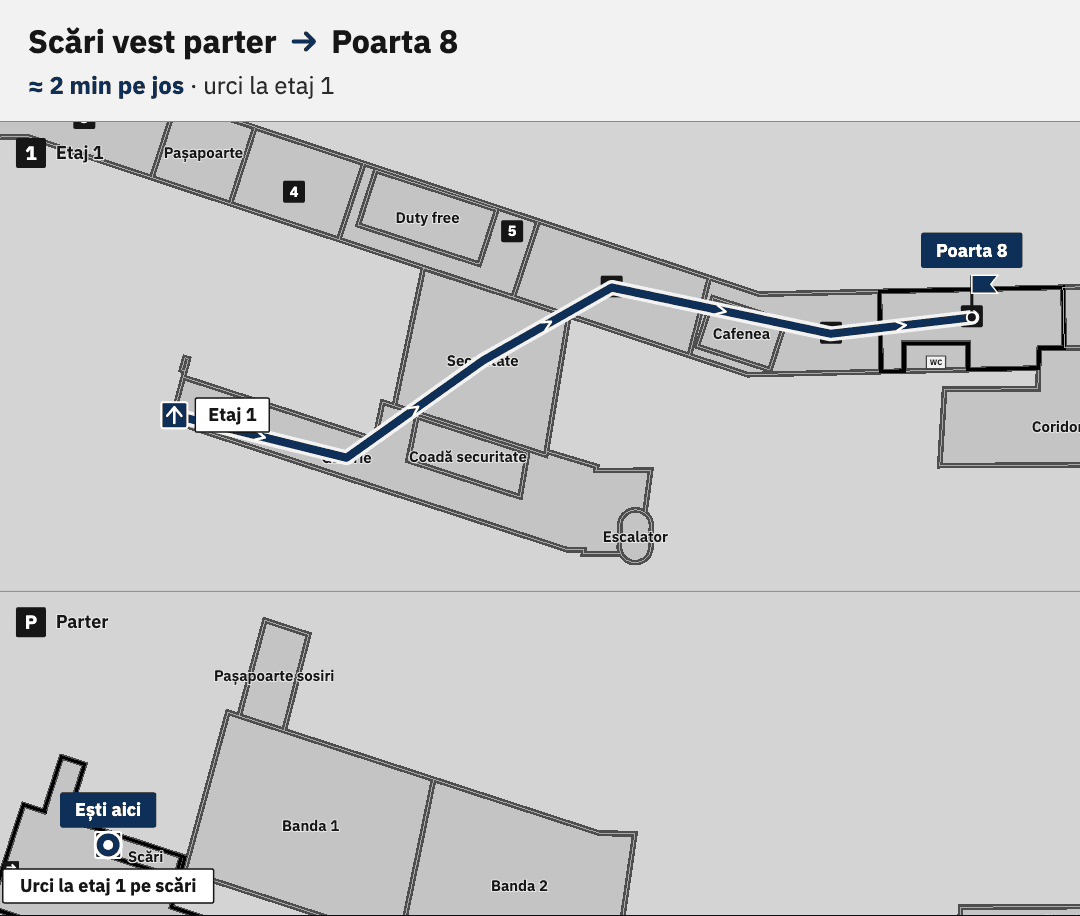 Scări vest parter → Poarta 8
≈ 2 min pe jos · urci la etaj 1
1 Etaj 1
Pașapoarte
4
Duty free
5
Poarta 8
Cafenea
wc
Securitate
Etaj 1
Coadă securitate
Coridor
Escalator
P Parter
Pașapoarte sosiri
Ești aici
Scări
Banda 1
Urci la etaj 1 pe scări
Banda 2